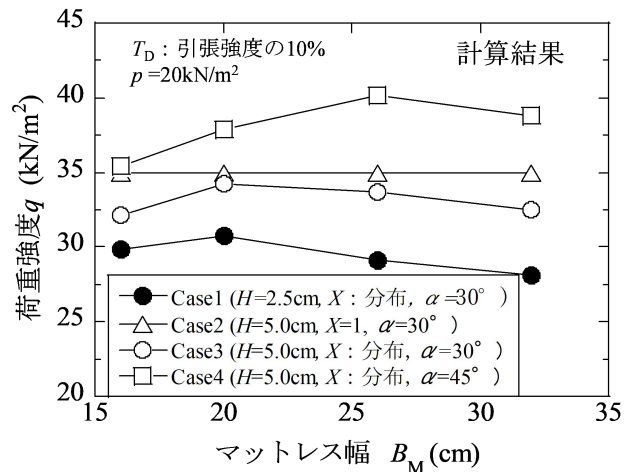 45
40
35
30
25
20
荷重強度q (kN/m²)
T_D：引張強度の10%
p =20kN/m²
計算結果
Case1 (H=2.5cm, X：分布, α=30°)
Case2 (H=5.0cm, X=1, α=30°)
Case3 (H=5.0cm, X：分布, α=30°)
Case4 (H=5.0cm, X：分布, α=45°)
15 20 25 30 35
マットレス幅 B_M (cm)